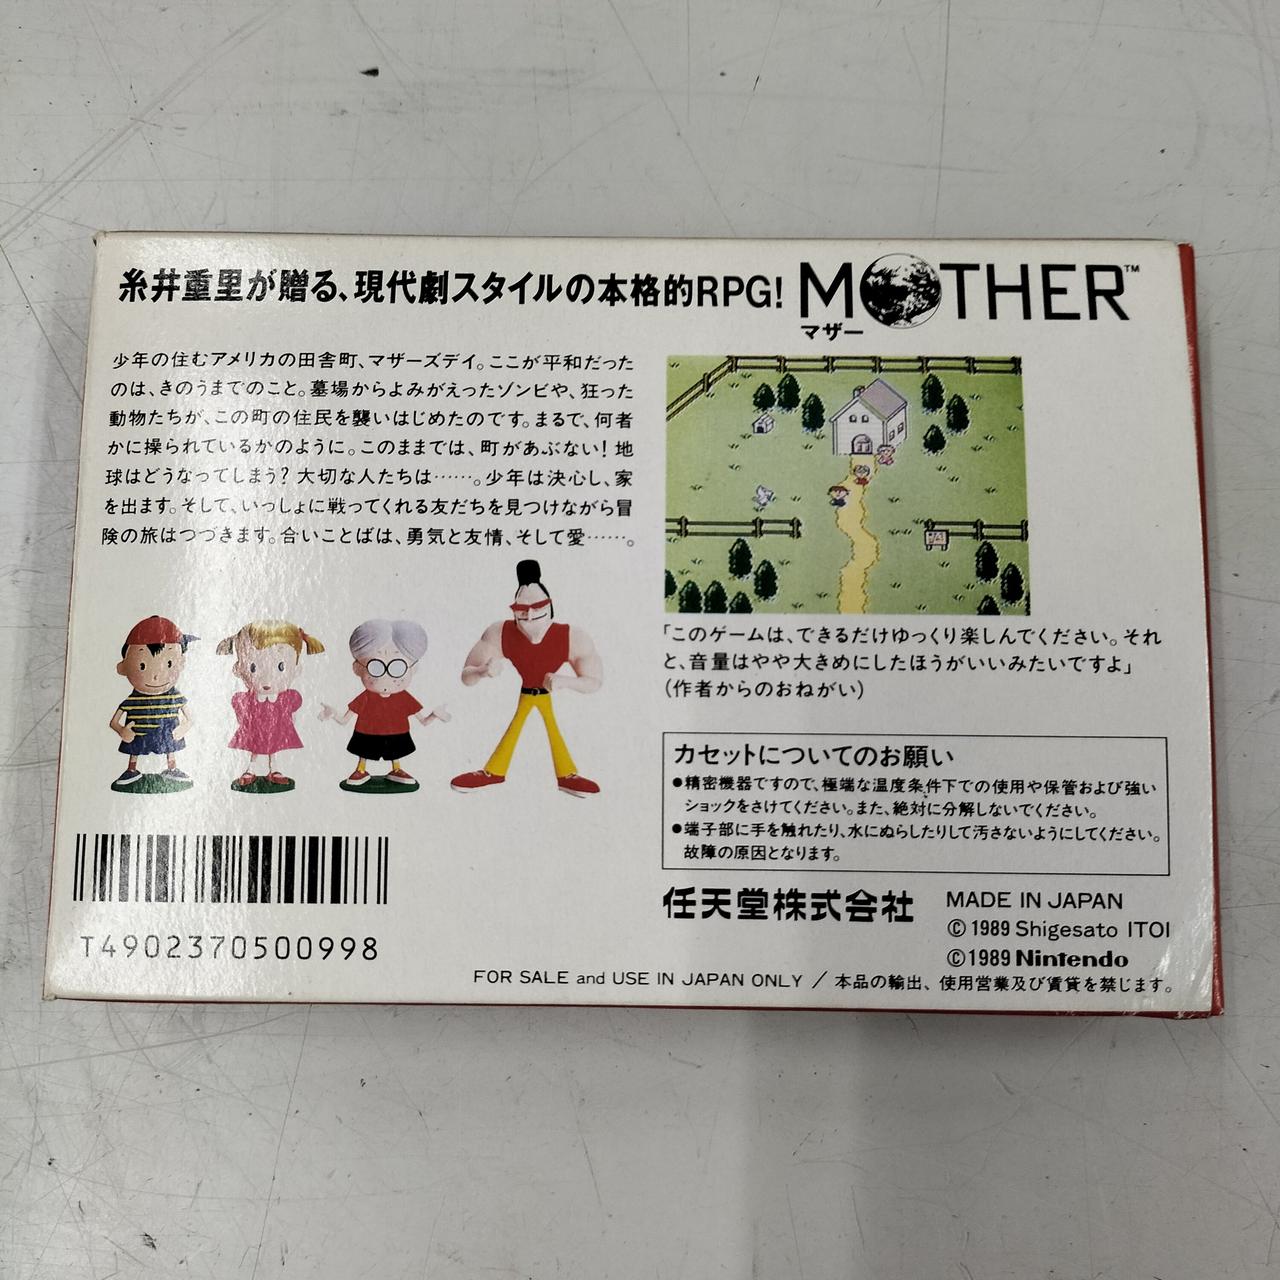 糸井重里が贈る、現代劇スタイルの本格的RPG!
MOTHER™
マザー
少年の住むアメリカの田舎町、マザーズデイ。ここが平和だった
のは、きのうまでのこと。墓場からよみがえったゾンビや、狂った
動物たちが、この町の住民を襲いはじめたのです。まるで、何者
かに操られているかのように。このままでは、町があぶない！地
球はどうなってしまう？大切な人たちは……。少年は決心し、家
を出ます。そして、いっしょに戦ってくれる友だちを見つけながら冒
険の旅はつづきます。合いことばは、勇気と友情、そして愛……。
「このゲームは、できるだけゆっくり楽しんでください。それ
と、音量はやや大きめにしたほうがいいみたいですよ」
(作者からのおねがい)
カセットについてのお願い
●精密機器ですので、極端な温度条件下での使用や保管および強い
ショックをさけてください。また、絶対に分解しないでください。
●端子部に手を触れたり、水にぬらしたりして汚さないようにしてください。
故障の原因となります。
T4902370500998
任天堂株式会社
MADE IN JAPAN
©1989 Shigesato ITOI
©1989 Nintendo
FOR SALE and USE IN JAPAN ONLY / 本品の輸出、使用営業及び賃貸を禁じます。